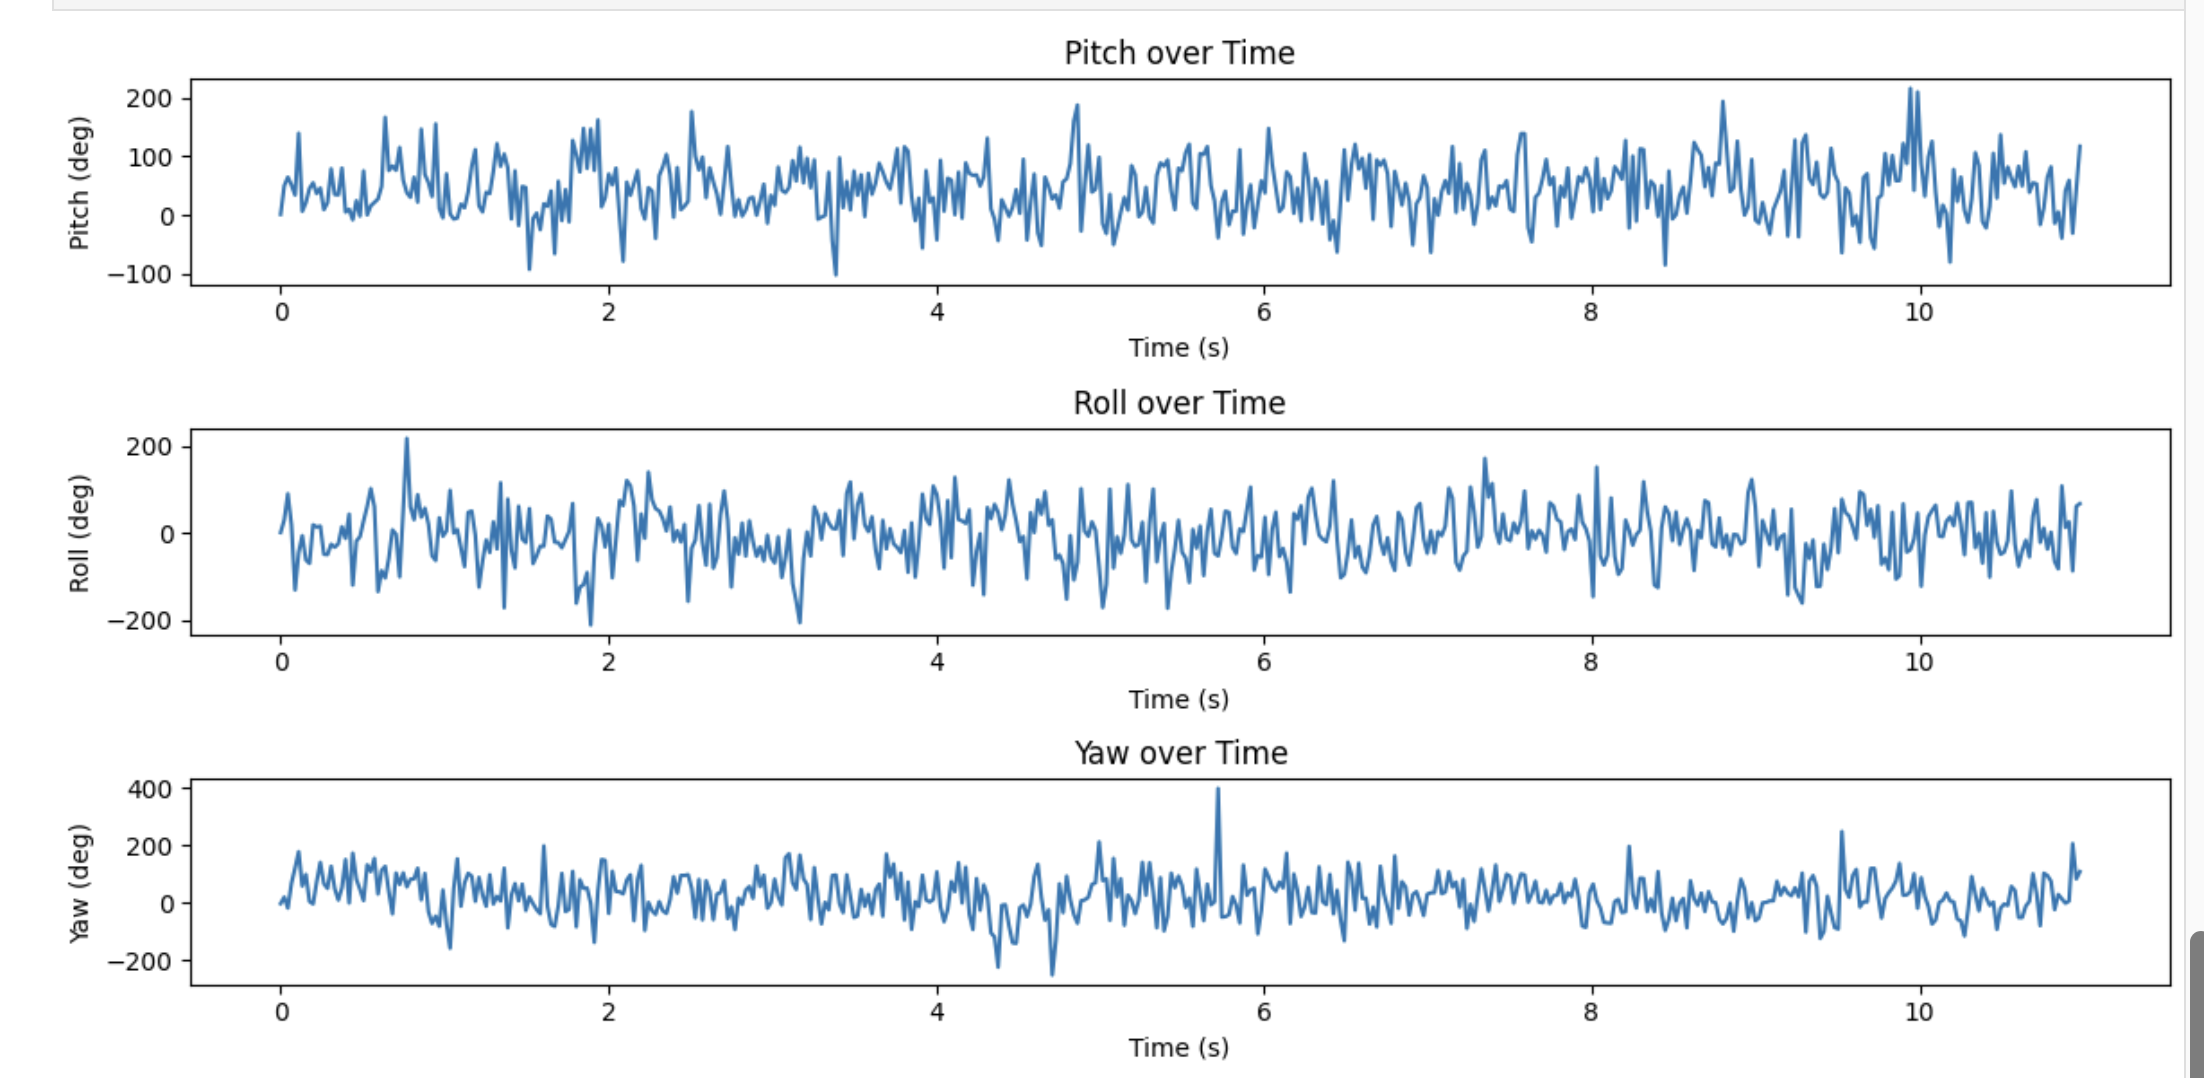 Pitch over Time
200
100
0
−100
Pitch (deg)
0 2 4 6 8 10
Time (s)
Roll over Time
200
0
−200
Roll (deg)
0 2 4 6 8 10
Time (s)
Yaw over Time
400
200
0
−200
Yaw (deg)
0 2 4 6 8 10
Time (s)